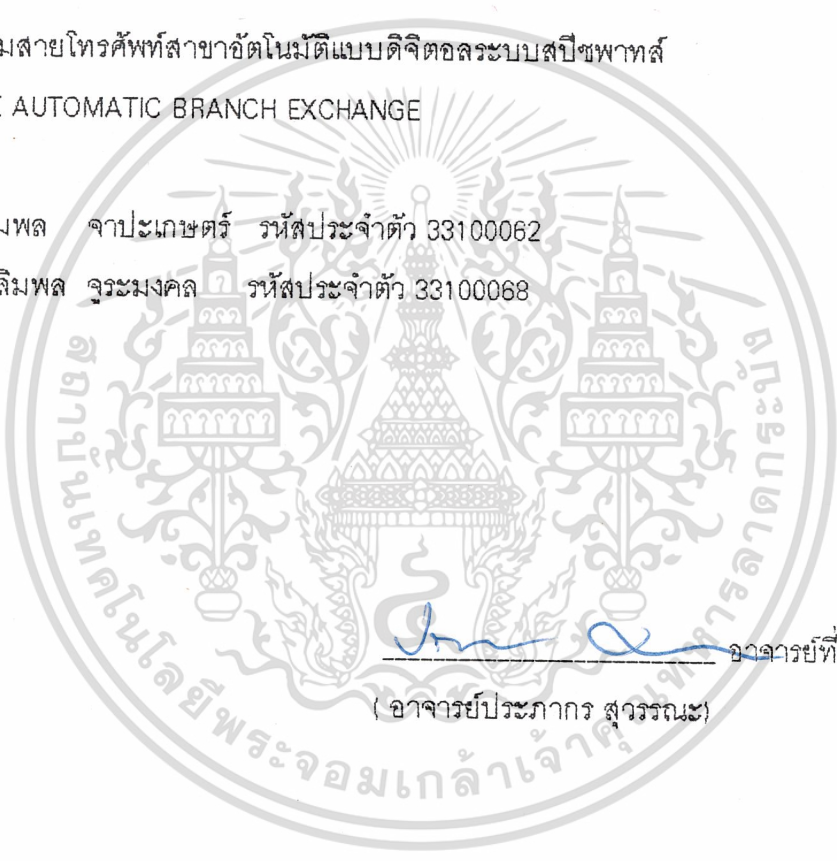 มสายโทรศัพท์สาขาอัตโนมัติแบบดิจิตอลระบบสปีชพาทส์
AUTOMATIC BRANCH EXCHANGE
มพล จาปะเกษตร์ รหัสประจำตัว 33100062
ลิมพล จุระมงคล รหัสประจำตัว 33100068
อาจารย์ที่
( อาจารย์ประภากร สุวรรณะ)
สถาบันเทคโนโลยีพระจอมเกล้าเจ้าคุณทหารลาดกระบัง